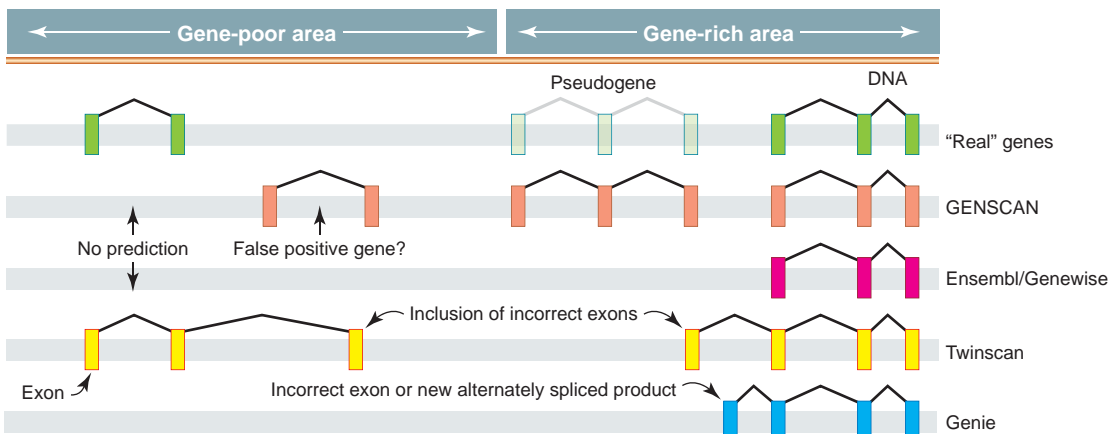 Gene-poor area
Gene-rich area
Pseudogene
DNA
“Real” genes
GENSCAN
No prediction
False positive gene?
Ensembl/Genewise
Inclusion of incorrect exons
Twinscan
Exon
Incorrect exon or new alternately spliced product
Genie